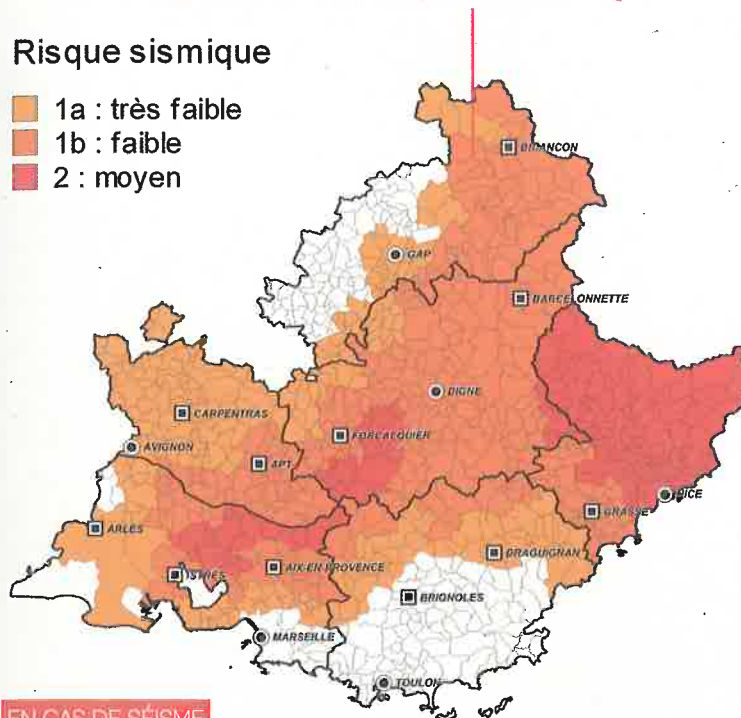 Risque sismique
1a : très faible
1b : faible
2 : moyen
BRIANCON
GAP
BARCELONNETTE
CARPENTRAS
DIGNE
FORCALQUIER
AVIGNON
APT
NICE
GRASSE
ARLES
DRAGUIGNAN
ISTRES
AIX-EN-PROVENCE
BRIGNOLES
MARSEILLE
TOULON
EN CAS DE SÉISME